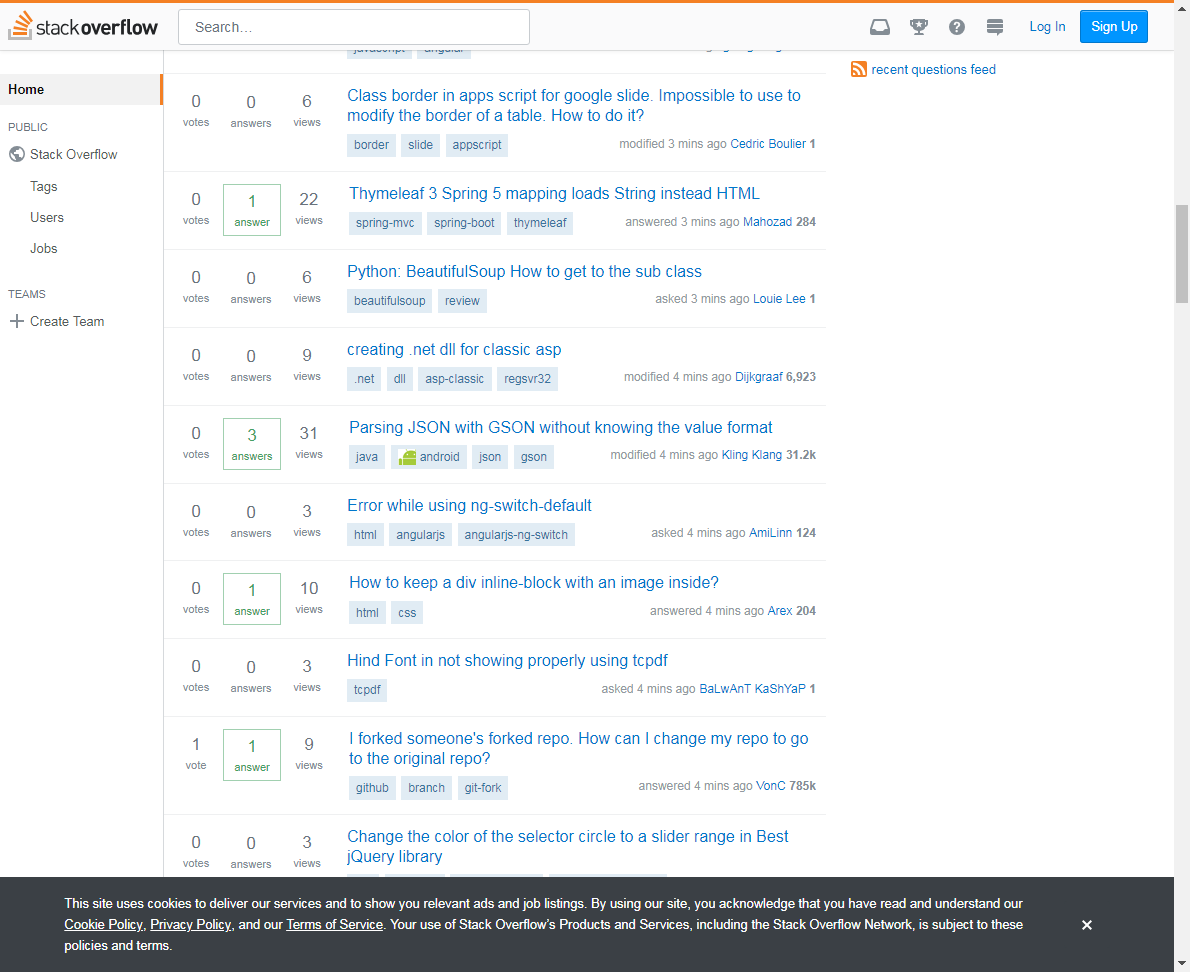 stackoverflow
Search…
Log In
Sign Up
Home
PUBLIC
Stack Overflow
Tags
Users
Jobs
TEAMS
Create Team
javascript angular
recent questions feed
0 votes 0 answers 6 views
Class border in apps script for google slide. Impossible to use to
modify the border of a table. How to do it?
border slide appscript
modified 3 mins ago Cedric Boulier 1
0 votes 1 answer 22 views
Thymeleaf 3 Spring 5 mapping loads String instead HTML
spring-mvc spring-boot thymeleaf
answered 3 mins ago Mahozad 284
0 votes 0 answers 6 views
Python: BeautifulSoup How to get to the sub class
beautifulsoup review
asked 3 mins ago Louie Lee 1
0 votes 0 answers 9 views
creating .net dll for classic asp
.net dll asp-classic regsvr32
modified 4 mins ago Dijkgraaf 6,923
0 votes 3 answers 31 views
Parsing JSON with GSON without knowing the value format
java android json gson
modified 4 mins ago Kling Klang 31.2k
0 votes 0 answers 3 views
Error while using ng-switch-default
html angularjs angularjs-ng-switch
asked 4 mins ago AmiLinn 124
0 votes 1 answer 10 views
How to keep a div inline-block with an image inside?
html css
answered 4 mins ago Arex 204
0 votes 0 answers 3 views
Hind Font in not showing properly using tcpdf
tcpdf
asked 4 mins ago BaLwAnT KaShYaP 1
1 vote 1 answer 9 views
I forked someone's forked repo. How can I change my repo to go
to the original repo?
github branch git-fork
answered 4 mins ago VonC 785k
0 votes 0 answers 3 views
Change the color of the selector circle to a slider range in Best
jQuery library
This site uses cookies to deliver our services and to show you relevant ads and job listings. By using our site, you acknowledge that you have read and understand our
Cookie Policy, Privacy Policy, and our Terms of Service. Your use of Stack Overflow's Products and Services, including the Stack Overflow Network, is subject to these
policies and terms.